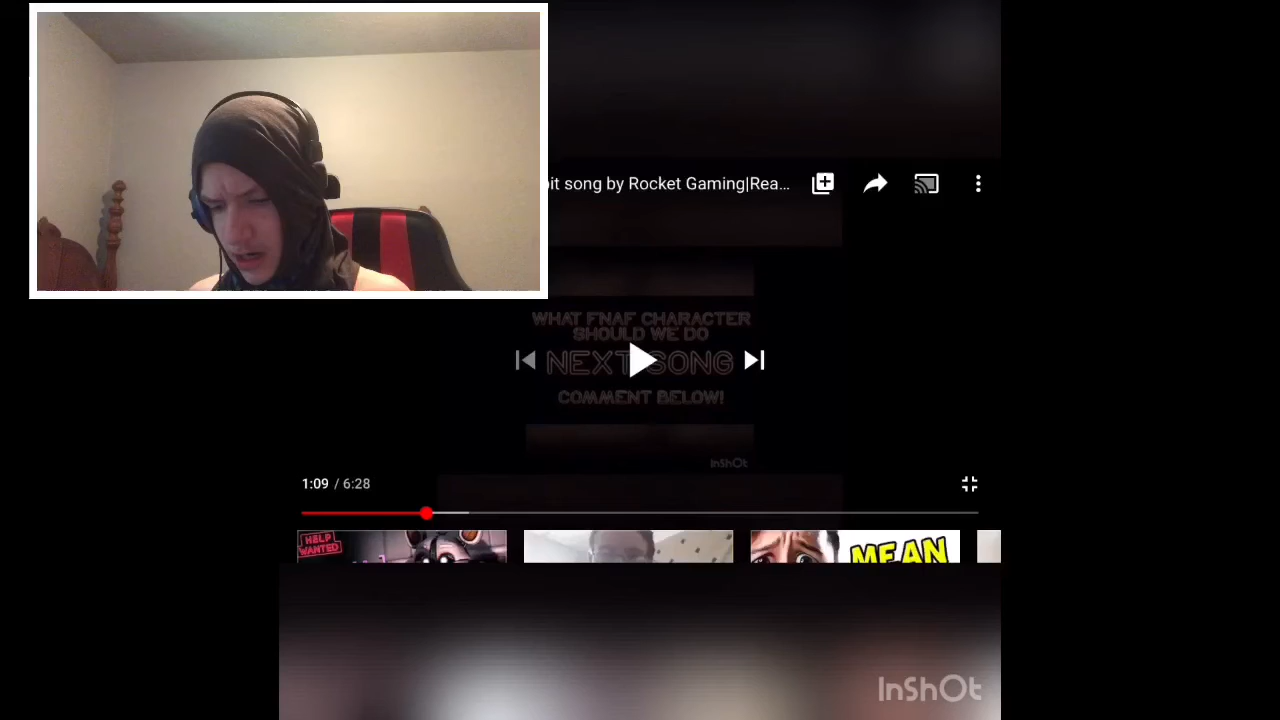 bit song by Rocket Gaming|Rea...
WHAT FNAF CHARACTER
SHOULD WE DO
NEXT SONG
COMMENT BELOW!
InShOt
1:09 / 6:28
HELP
WANTED
MEAN
InShOt